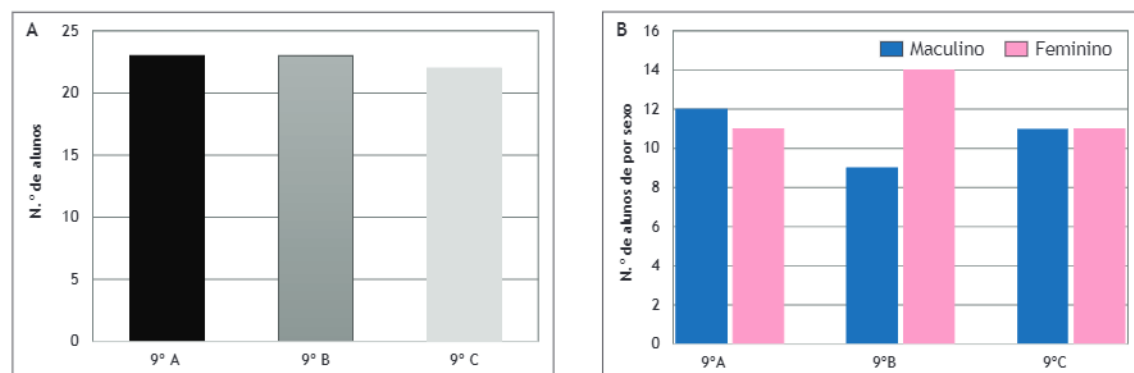 A
N. º de alunos
25
20
15
10
5
0
9º A
9º B
9º C
B
N. º de alunos de por sexo
Maculino
Feminino
16
14
12
10
8
6
4
2
0
9ºA
9ºB
9ºC